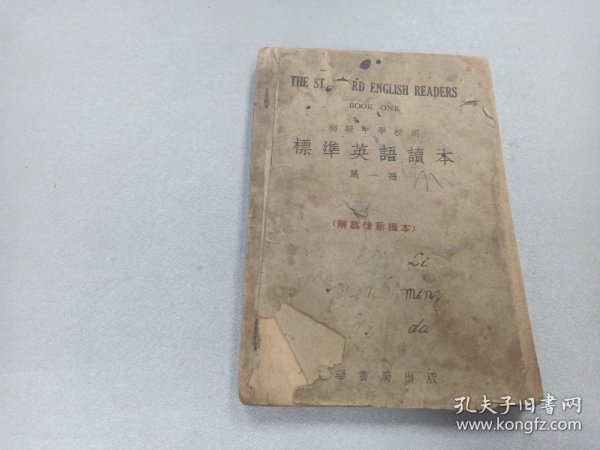 THE ST RD ENGLISH READERS
BOOK ONE
初級中學校用
標準英語讀本
第一冊
(解放後新編本)
Li
ming
da
華書局出版
孔夫子旧书网
www.kongfz.com